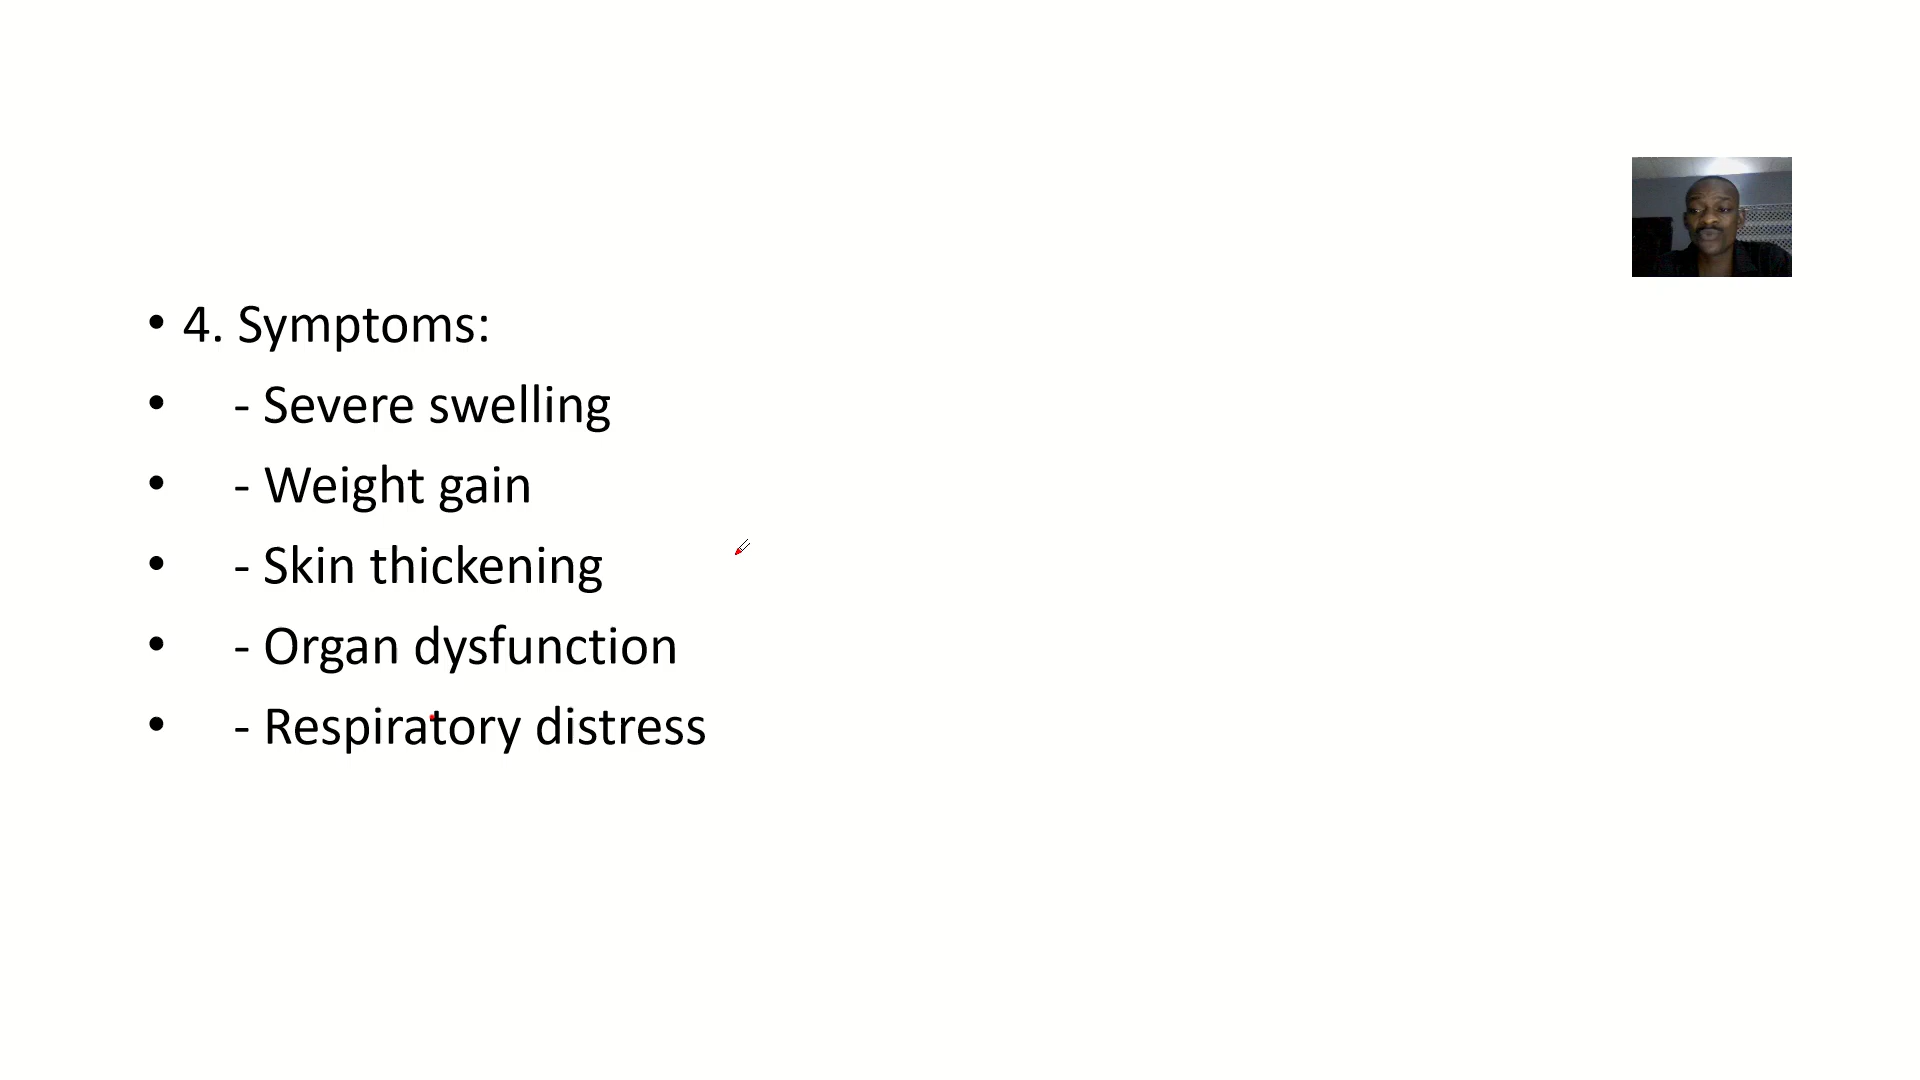 • 4. Symptoms:
• - Severe swelling
• - Weight gain
• - Skin thickening
• - Organ dysfunction
• - Respiratory distress